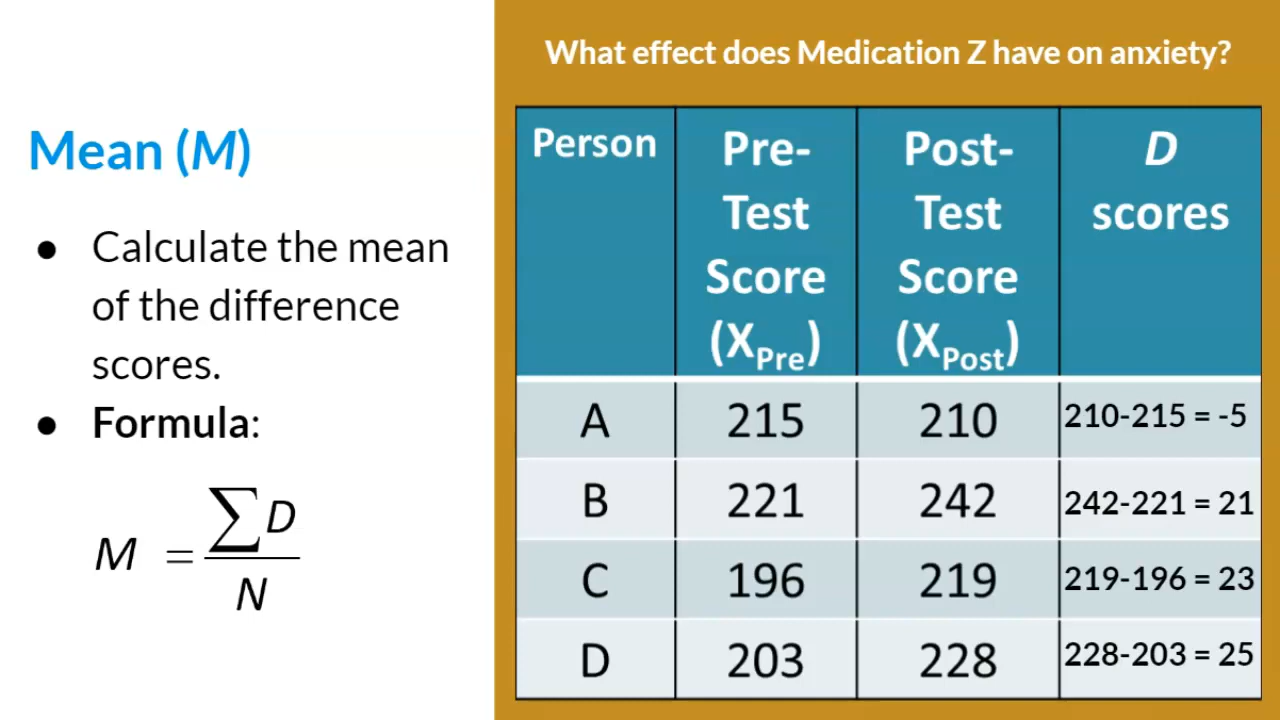 What effect does Medication Z have on anxiety?
Mean (M)
● Calculate the mean
of the difference
scores.
● Formula:
M = ∑D
N
Person
Pre-
Test
Score
(XPre)
Post-
Test
Score
(XPost)
D
scores
A 215 210 210-215 = -5
B 221 242 242-221 = 21
C 196 219 219-196 = 23
D 203 228 228-203 = 25